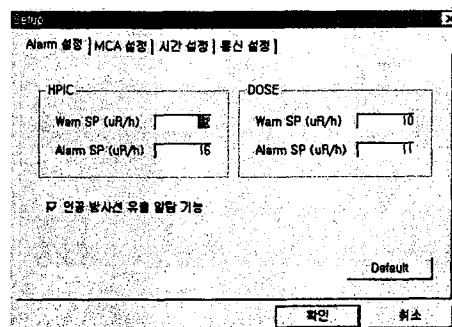 Setup
Alarm 설정 MCA 설정 시간 설정 통신 설정
HPIC
Warn SP (uR/h)
Alarm SP (uR/h) 16
DOSE
Warn SP (uR/h) 10
Alarm SP (uR/h) 11
인공 방사선 유출 알람 기능
Default
확인 취소